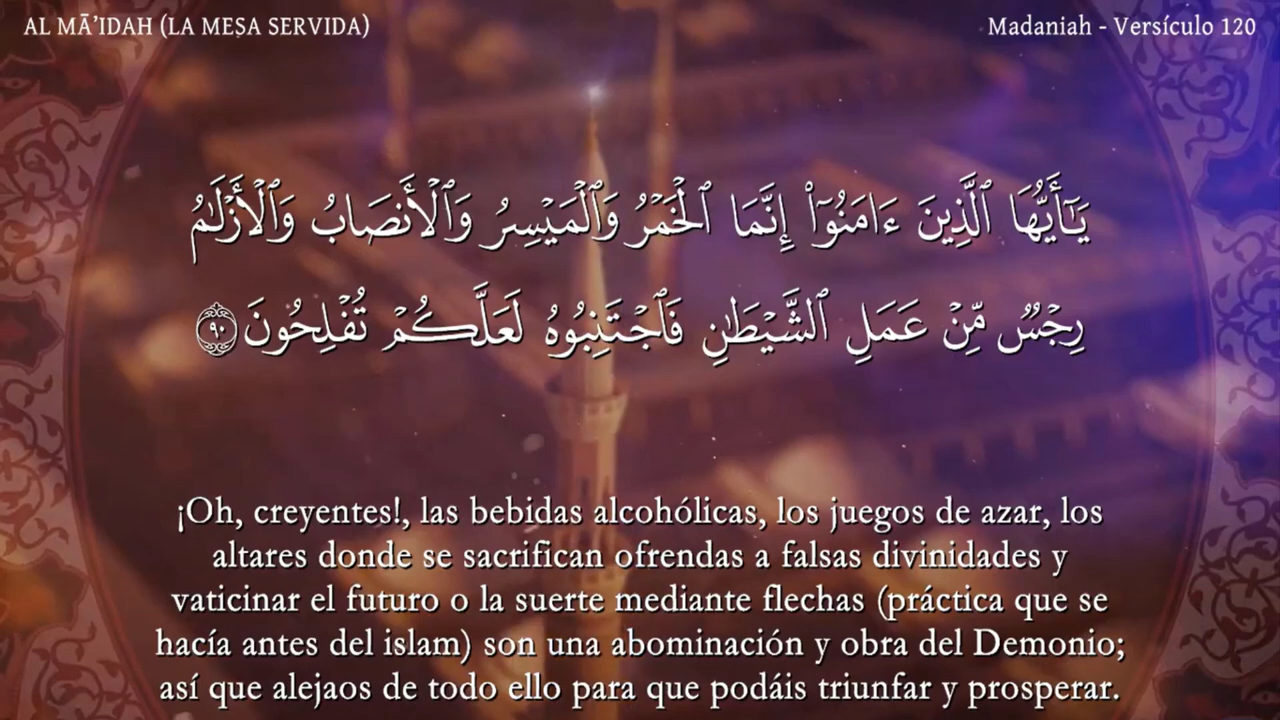 AL MĀ’IDAH (LA MESA SERVIDA)
Madaniah - Versículo 120
يَـٰٓأَيُّهَا ٱلَّذِينَ ءَامَنُوٓا۟ إِنَّمَا ٱلْخَمْرُ وَٱلْمَيْسِرُ وَٱلْأَنصَابُ وَٱلْأَزْلَـٰمُ
رِجْسٌ مِّنْ عَمَلِ ٱلشَّيْطَـٰنِ فَٱجْتَنِبُوهُ لَعَلَّكُمْ تُفْلِحُونَ ٩٠
¡Oh, creyentes!, las bebidas alcohólicas, los juegos de azar, los
altares donde se sacrifican ofrendas a falsas divinidades y
vaticinar el futuro o la suerte mediante flechas (práctica que se
hacía antes del islam) son una abominación y obra del Demonio;
así que alejaos de todo ello para que podáis triunfar y prosperar.